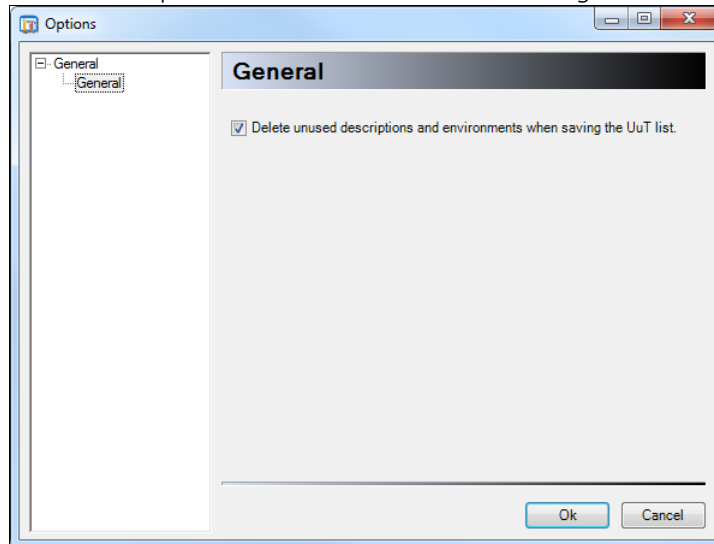 Options
General
General
General
Delete unused descriptions and environments when saving the UuT list.
Ok
Cancel